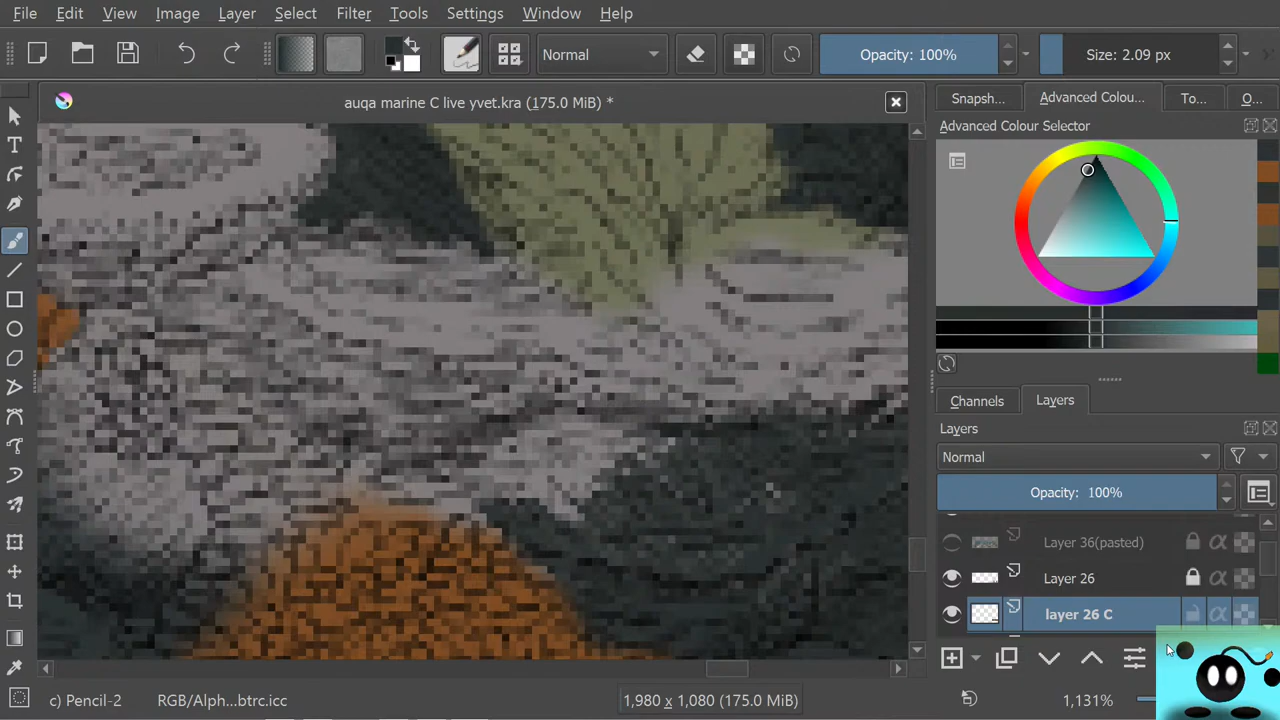 File Edit View Image Layer Select Filter Tools Settings Window Help
Normal Opacity: 100% Size: 2.09 px
auqa marine C live yvet.kra (175.0 MiB) *
Snapsh... Advanced Colou... To... O...
Advanced Colour Selector
Channels Layers
Layers
Normal
Opacity: 100%
Layer 36(pasted)
Layer 26
layer 26 C
c) Pencil-2 RGB/Alph...btrc.icc 1,980 x 1,080 (175.0 MiB) 1,131%